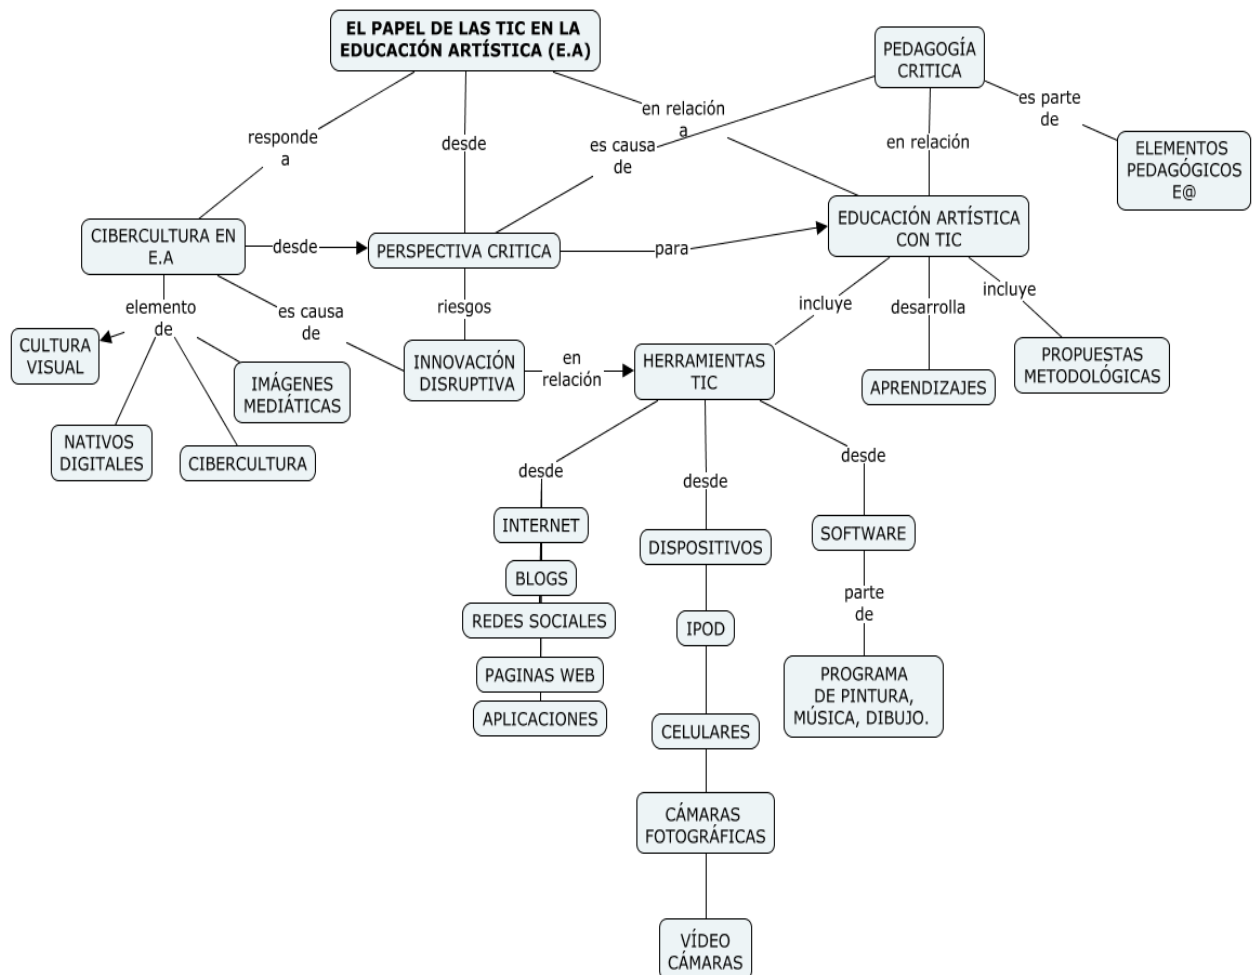 EL PAPEL DE LAS TIC EN LA
EDUCACIÓN ARTÍSTICA (E.A)
PEDAGOGÍA
CRITICA
responde
a
desde
en relación
a
es causa
de
en relación
es parte
de
ELEMENTOS
PEDAGÓGICOS
E@
CIBERCULTURA EN
E.A
desde
PERSPECTIVA CRITICA
para
EDUCACIÓN ARTÍSTICA
CON TIC
elemento
de
es causa
de
riesgos
incluye
desarrolla
incluye
CULTURA
VISUAL
IMÁGENES
MEDIÁTICAS
INNOVACIÓN
DISRUPTIVA
en
relación
HERRAMIENTAS
TIC
APRENDIZAJES
PROPUESTAS
METODOLÓGICAS
NATIVOS
DIGITALES
CIBERCULTURA
desde
desde
desde
INTERNET
BLOGS
REDES SOCIALES
PAGINAS WEB
APLICACIONES
DISPOSITIVOS
IPOD
CELULARES
CÁMARAS
FOTOGRÁFICAS
VÍDEO
CÁMARAS
SOFTWARE
parte
de
PROGRAMA
DE PINTURA,
MÚSICA, DIBUJO.